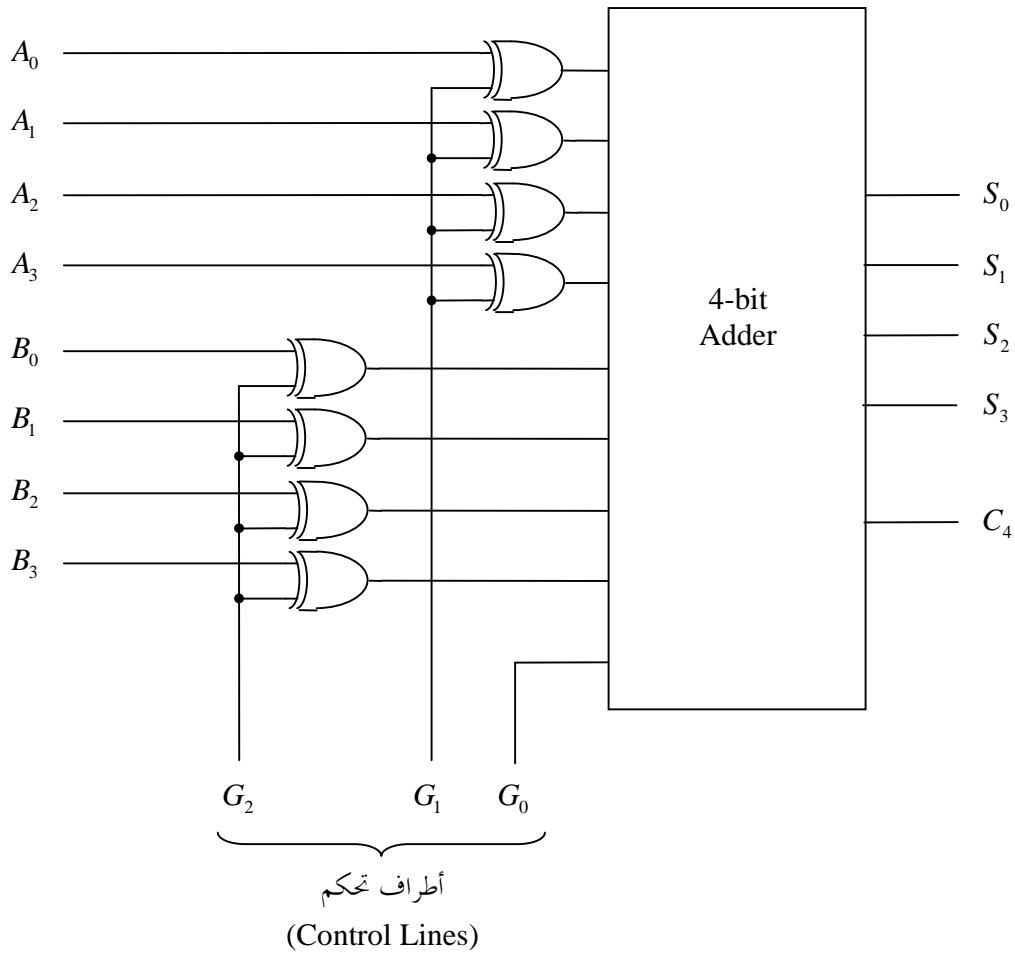 A₀
A₁
A₂
A₃
B₀
B₁
B₂
B₃
4-bit
Adder
S₀
S₁
S₂
S₃
C₄
G₂ G₁ G₀
أطراف تحكم
(Control Lines)